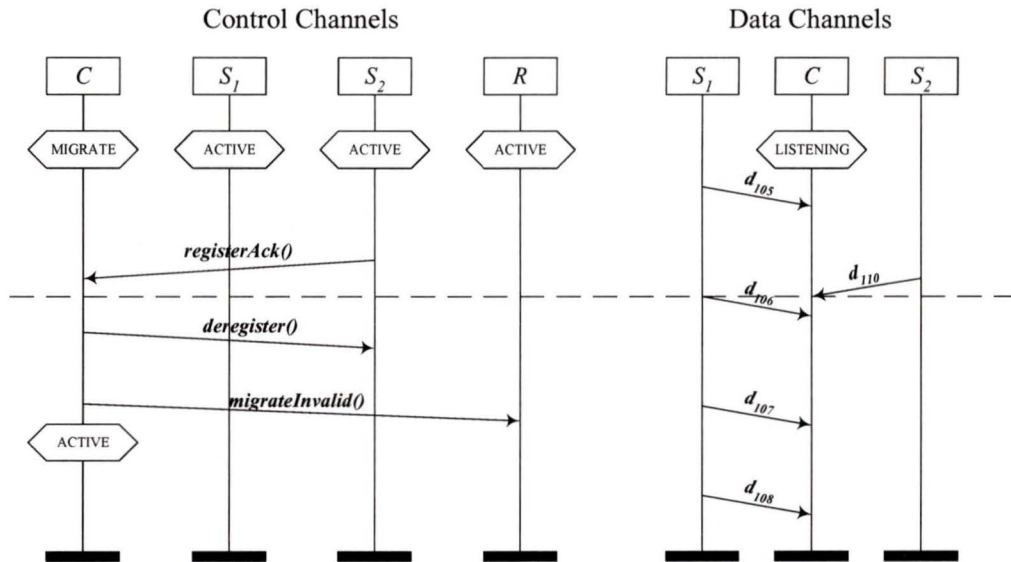 Control Channels
Data Channels
C
S1
S2
R
S1
C
S2
MIGRATE
ACTIVE
ACTIVE
ACTIVE
LISTENING
d105
registerAck()
d110
d106
deregister()
migrateInvalid()
d107
ACTIVE
d108